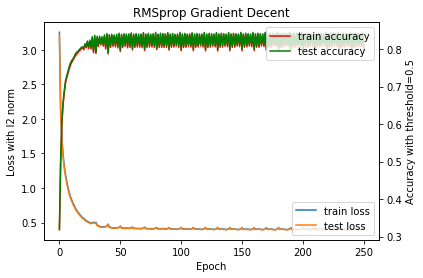 RMSprop Gradient Decent
train accuracy
test accuracy
train loss
test loss
Loss with l2 norm
3.0
2.5
2.0
1.5
1.0
0.5
0.8
0.7
0.6
0.5
0.4
0.3
Accuracy with threshold=0.5
0
50
100
150
200
250
Epoch